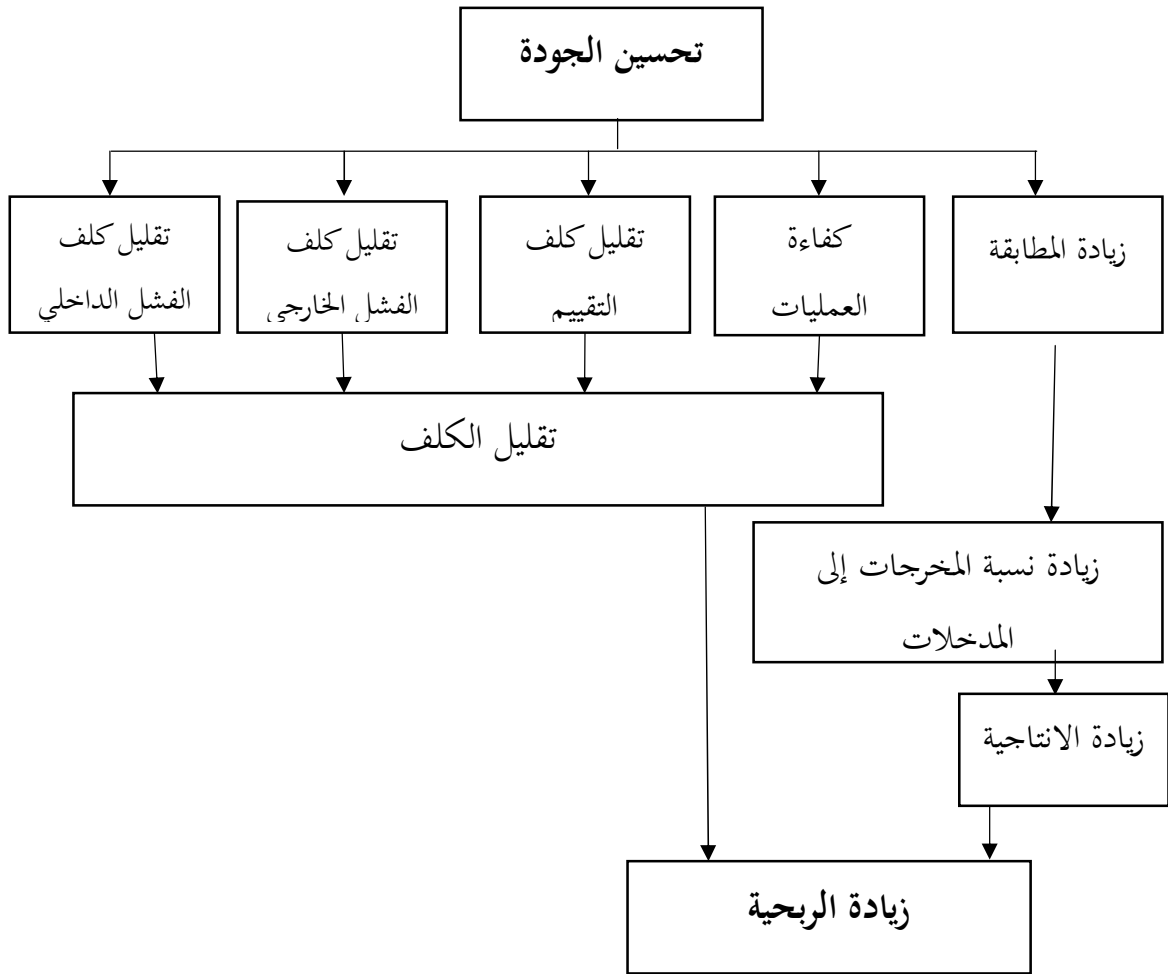 تحسين الجودة
زيادة المطابقة
كفاءة
العمليات
تقليل كلف
التقييم
تقليل كلف
الفشل الخارجي
تقليل كلف
الفشل الداخلي
تقليل الكلف
زيادة نسبة المخرجات إلى
المدخلات
زيادة الانتاجية
زيادة الربحية